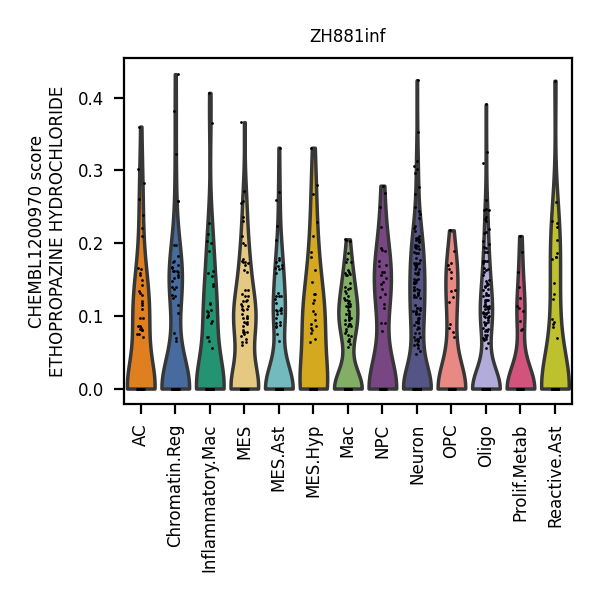 ZH881inf
CHEMBL1200970 score
ETHOPROPAZINE HYDROCHLORIDE
0.4
0.3
0.2
0.1
0.0
AC
Chromatin.Reg
Inflammatory.Mac
MES
MES.Ast
MES.Hyp
Mac
NPC
Neuron
OPC
Oligo
Prolif.Metab
Reactive.Ast